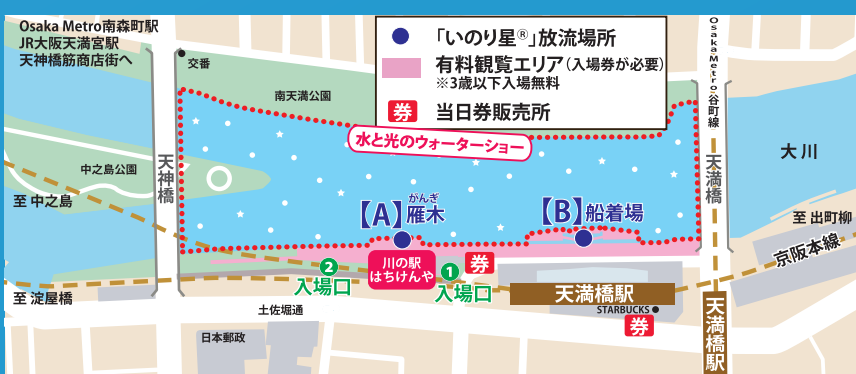 Osaka Metro南森町駅
JR大阪天満宮駅
天神橋筋商店街へ
交番
「いのり星®」放流場所
有料観覧エリア（入場券が必要）
※3歳以下入場無料
券 当日券販売所
Osaka Metro谷町線
南天満公園
水と光のウォーターショー
中之島公園
天神橋
天満橋
大川
至 中之島
【A】雁木
がんぎ
【B】船着場
至 出町柳
京阪本線
川の駅
はちけんや
2
入場口
1
入場口
券
至 淀屋橋
天満橋駅
土佐堀通
STARBUCKS
券
天満橋駅
日本郵政